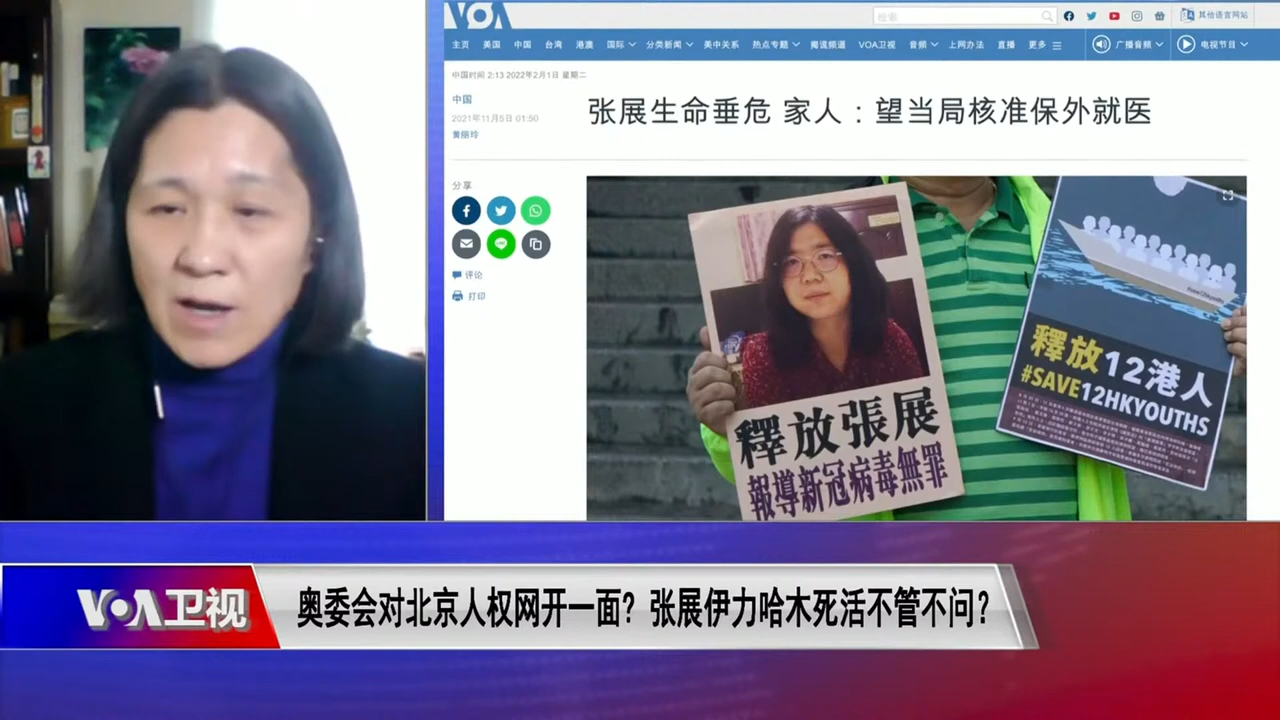 VOA
检索
其他语言网站
主页 美国 中国 台湾 港澳 国际 分类新闻 美中关系 热点专题 揭谎频道 VOA卫视 音频 上网办法 直播 更多 广播音频 电视节目
中国时间 2:13 2022年2月1日 星期二
中国
2021年11月5日 01:50
黄丽玲
张展生命垂危 家人：望当局核准保外就医
分享
评论
打印
釋放張展
報導新冠病毒無罪
釋放12港人
#SAVE12HKYOUTHS
VOA卫视
奥委会对北京人权网开一面？张展伊力哈木死活不管不问？